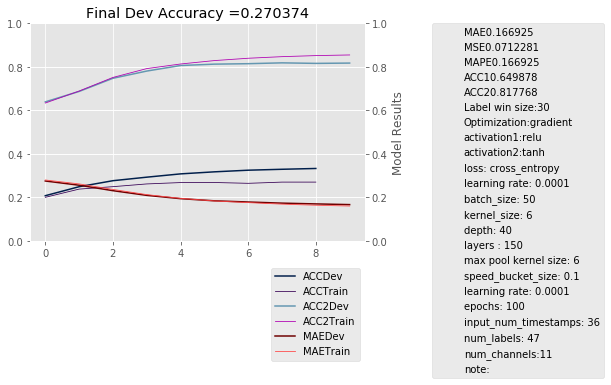 Final Dev Accuracy =0.270374
1.0
0.8
0.6
0.4
0.2
0.0
0
2
4
6
8
1.0
0.8
0.6
0.4
0.2
0.0
Model Results
ACCDev
ACCTrain
ACC2Dev
ACC2Train
MAEDev
MAETrain
MAE0.166925
MSE0.0712281
MAPE0.166925
ACC10.649878
ACC20.817768
Label win size:30
Optimization:gradient
activation1:relu
activation2:tanh
loss: cross_entropy
learning rate: 0.0001
batch_size: 50
kernel_size: 6
depth: 40
layers : 150
max pool kernel size: 6
speed_bucket_size: 0.1
learning rate: 0.0001
epochs: 100
input_num_timestamps: 36
num_labels: 47
num_channels:11
note: